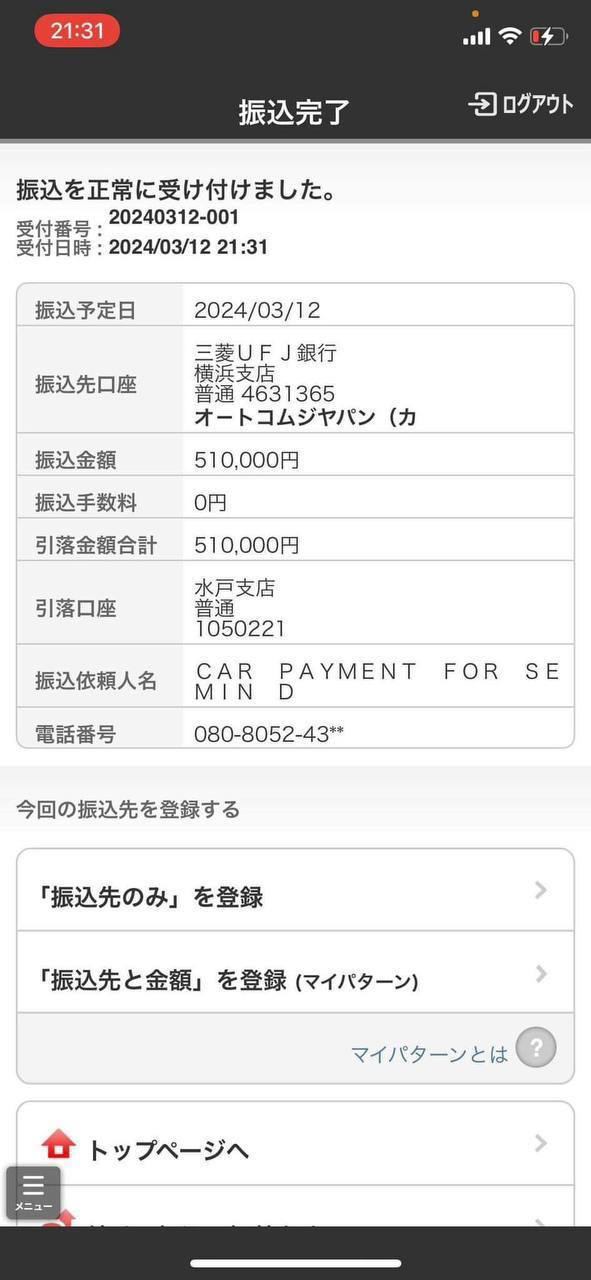 21:31
振込完了
ログアウト
振込を正常に受け付けました。
受付番号：20240312-001
受付日時：2024/03/12 21:31
振込予定日 2024/03/12
振込先口座
三菱ＵＦＪ銀行
横浜支店
普通 4631365
オートコムジヤパン（カ
振込金額 510,000円
振込手数料 0円
引落金額合計 510,000円
引落口座
水戸支店
普通
1050221
振込依頼人名
ＣＡＲ　ＰＡＹＭＥＮＴ　ＦＯＲ　ＳＥ
ＭＩＮ　Ｄ
電話番号 080-8052-43**
今回の振込先を登録する
「振込先のみ」を登録
「振込先と金額」を登録 (マイパターン)
マイパターンとは ?
トップページへ
メニュー